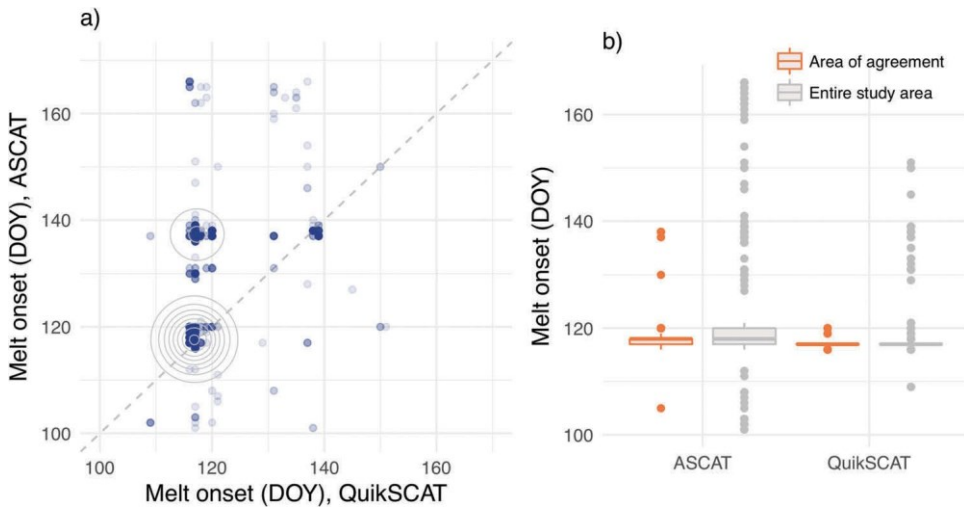 a)
160
140
120
100
Melt onset (DOY), ASCAT
100 120 140 160
Melt onset (DOY), QuikSCAT
b)
Area of agreement
Entire study area
160
140
120
100
Melt onset (DOY)
ASCAT QuikSCAT